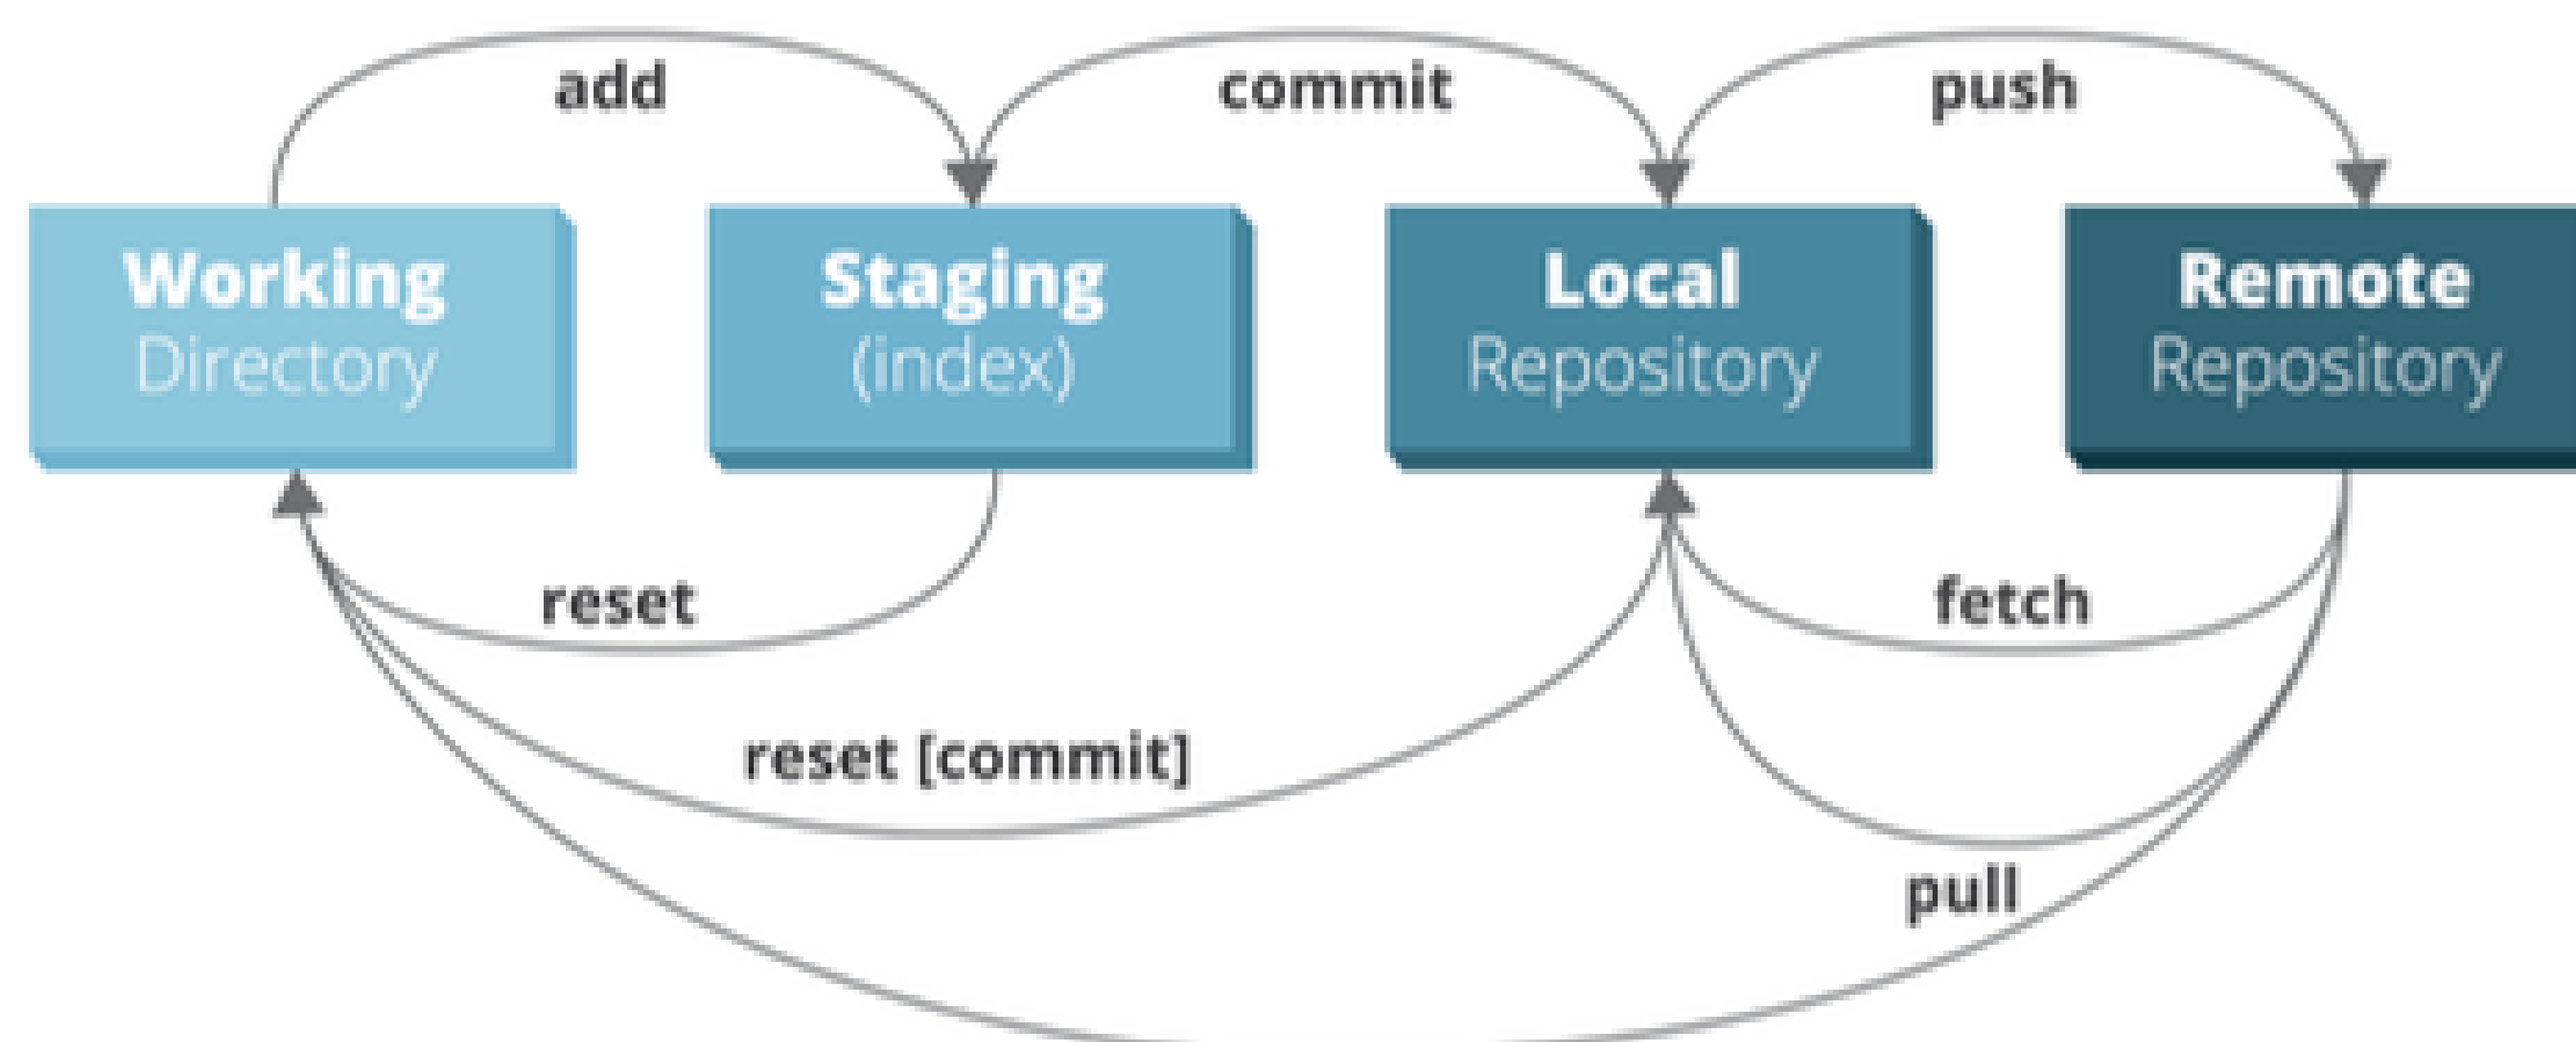 add
commit
push
Working
Directory
Staging
(index)
Local
Repository
Remote
Repository
reset
fetch
reset [commit]
pull